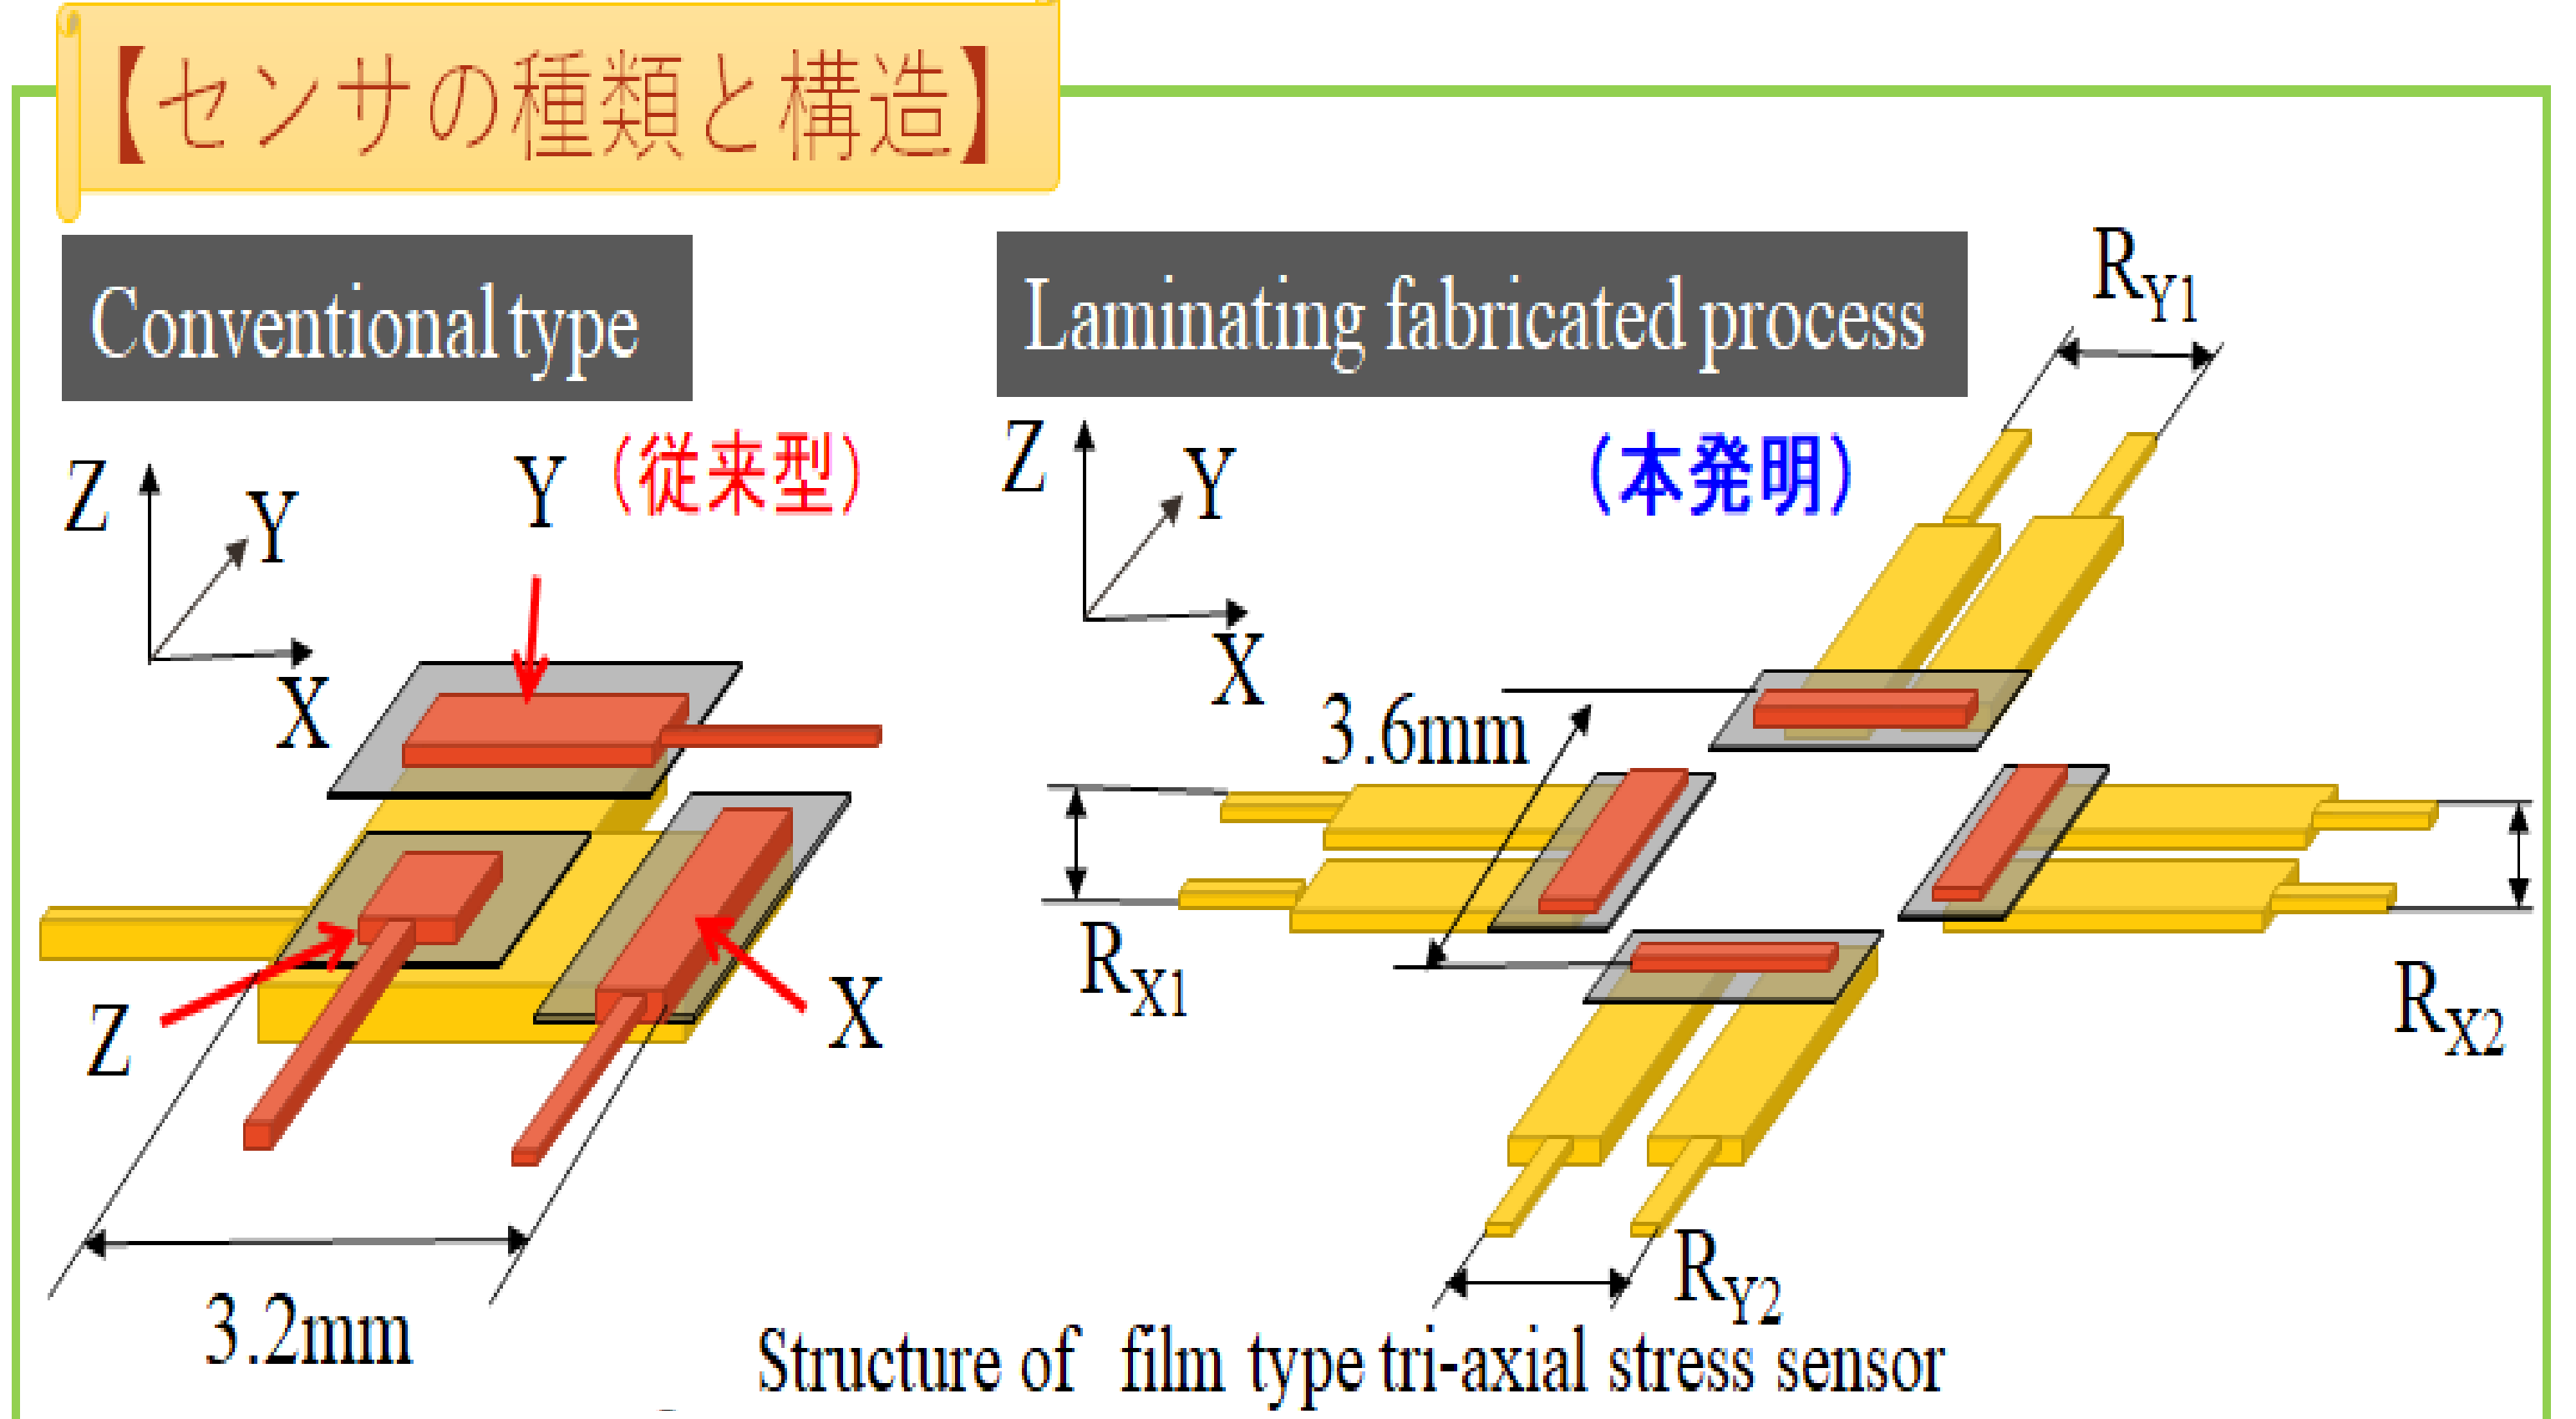 【センサの種類と構造】
Conventional type
Laminating fabricated process
(従来型)
(本発明)
Z
Y
X
Y
Z
X
3.2mm
Z
Y
X
3.6mm
RY1
RX1
RX2
RY2
Structure of film type tri-axial stress sensor